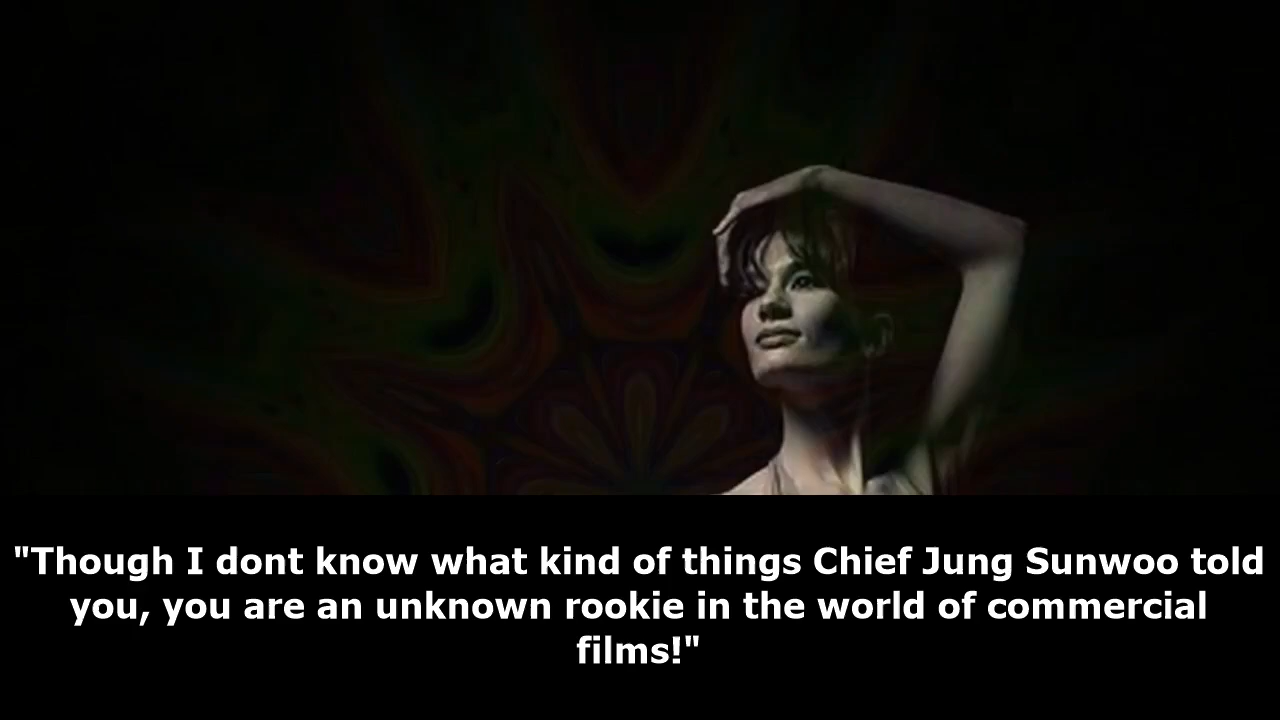 "Though I dont know what kind of things Chief Jung Sunwoo told
you, you are an unknown rookie in the world of commercial
films!"